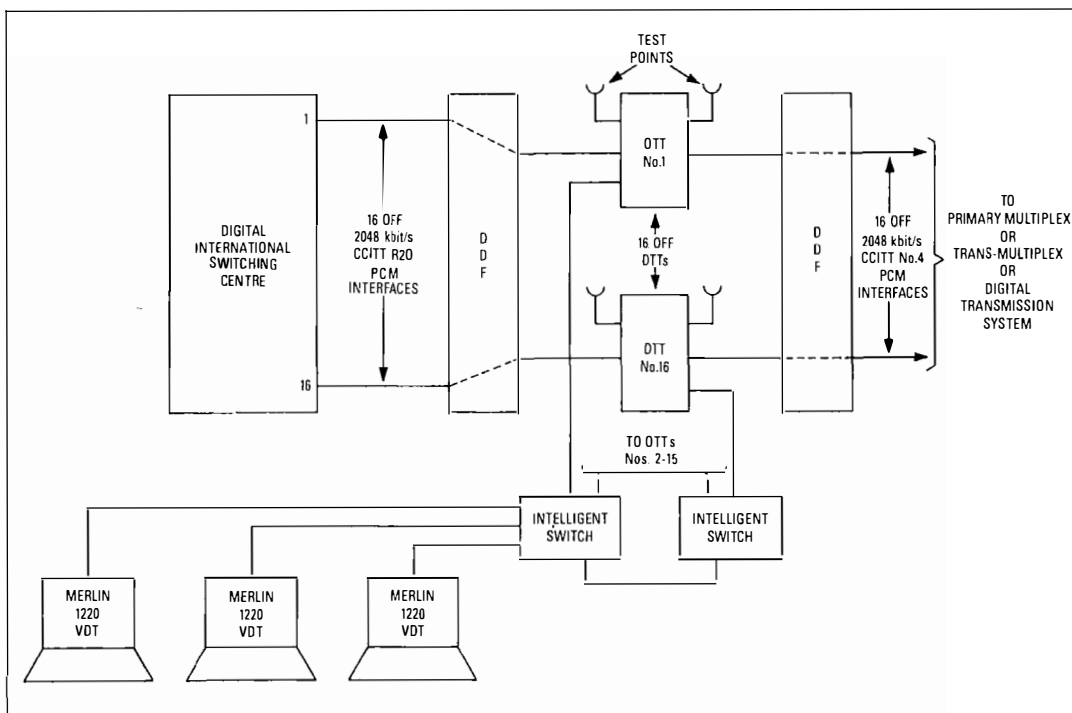 TEST
POINTS
1
DIGITAL
INTERNATIONAL
SWITCHING
CENTRE
16
16 OFF
2048 kbit/s
CCITT R2D
PCM
INTERFACES
D
D
F
DTT
No.1
16 OFF
DTTs
DTT
No.16
D
D
F
16 OFF
2048 kbit/s
CCITT No.4
PCM
INTERFACES
TO
PRIMARY MULTIPLEX
OR
TRANS-MULTIPLEX
OR
DIGITAL
TRANSMISSION
SYSTEM
TO DTTs
Nos. 2-15
INTELLIGENT
SWITCH
INTELLIGENT
SWITCH
MERLIN
1220
VDT
MERLIN
1220
VDT
MERLIN
1220
VDT